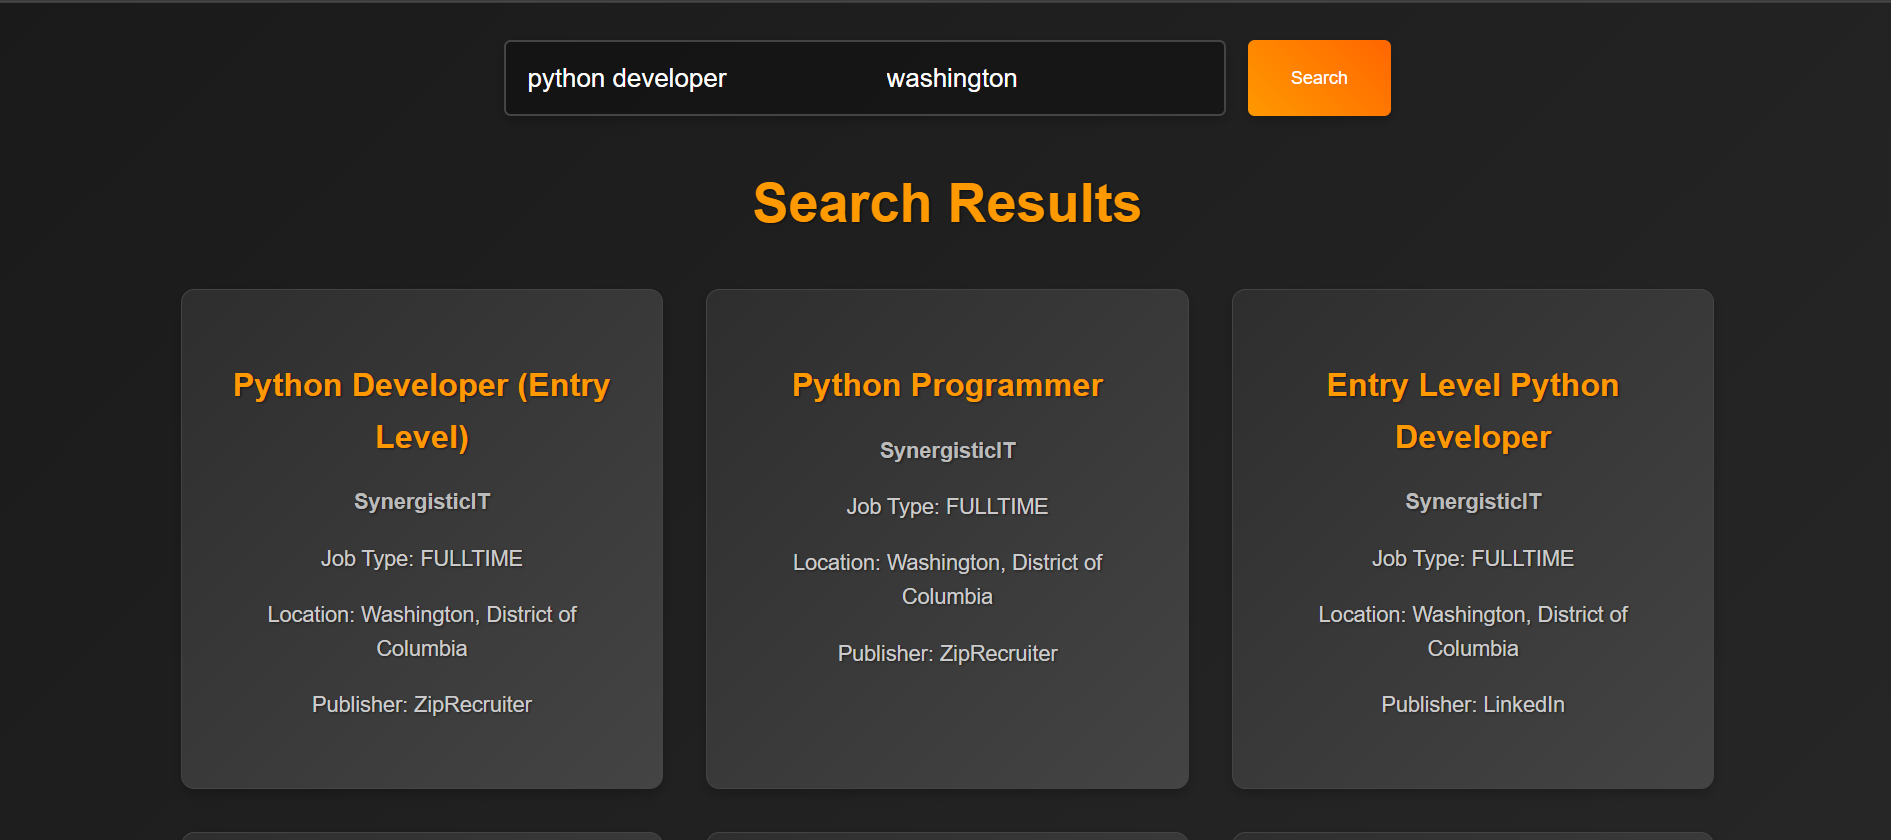 python developer
washington
Search
Search Results
Python Developer (Entry
Level)
SynergisticIT
Job Type: FULLTIME
Location: Washington, District of
Columbia
Publisher: ZipRecruiter
Python Programmer
SynergisticIT
Job Type: FULLTIME
Location: Washington, District of
Columbia
Publisher: ZipRecruiter
Entry Level Python
Developer
SynergisticIT
Job Type: FULLTIME
Location: Washington, District of
Columbia
Publisher: LinkedIn